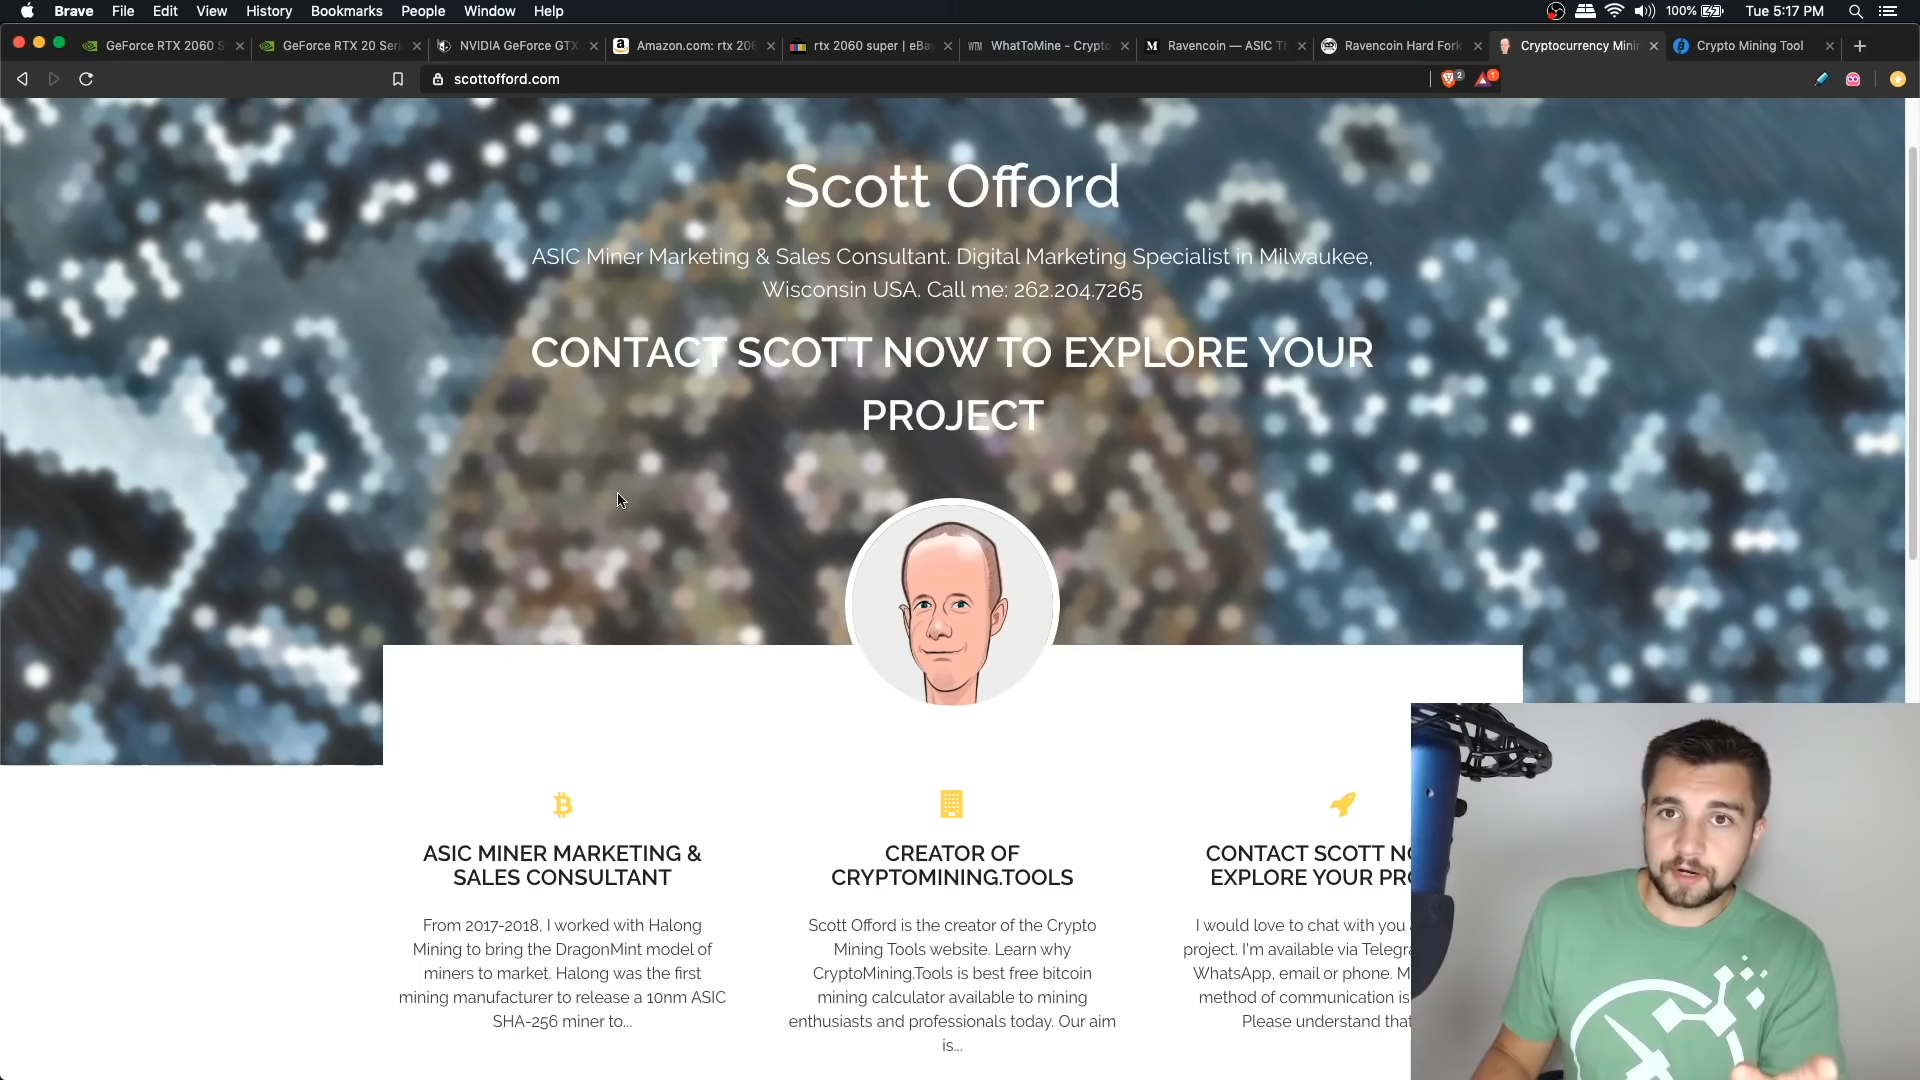 Brave File Edit View History Bookmarks People Window Help 100% Tue 5:17 PM
GeForce RTX 2060 S GeForce RTX 20 Seri NVIDIA GeForce GTX Amazon.com: rtx 206 rtx 2060 super | eBay WTM WhatToMine - Crypto M Ravencoin — ASIC Th Ravencoin Hard Fork Cryptocurrency Minin Crypto Mining Tool
scottofford.com 2 1
Scott Offord
ASIC Miner Marketing & Sales Consultant. Digital Marketing Specialist in Milwaukee,
Wisconsin USA. Call me: 262.204.7265
CONTACT SCOTT NOW TO EXPLORE YOUR
PROJECT
ASIC MINER MARKETING &
SALES CONSULTANT
From 2017-2018, I worked with Halong
Mining to bring the DragonMint model of
miners to market. Halong was the first
mining manufacturer to release a 10nm ASIC
SHA-256 miner to...
CREATOR OF
CRYPTOMINING.TOOLS
Scott Offord is the creator of the Crypto
Mining Tools website. Learn why
CryptoMining.Tools is best free bitcoin
mining calculator available to mining
enthusiasts and professionals today. Our aim
is...
CONTACT SCOTT NO
EXPLORE YOUR PRO
I would love to chat with you
project. I'm available via Telegra
WhatsApp, email or phone. M
method of communication is
Please understand that